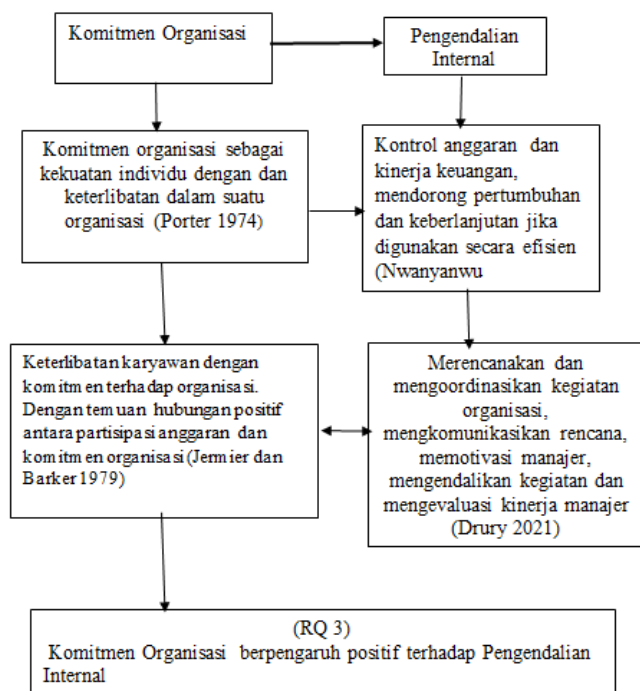 Komitmen Organisasi
Pengendalian
Internal
Komitmen organisasi sebagai
kekuatan individu dengan dan
keterlibatan dalam suatu
organisasi (Porter 1974)
Kontrol anggaran dan
kinerja keuangan,
mendorong pertumbuhan
dan keberlanjutan jika
digunakan secara efisien
(Nwanyanwu
Keterlibatan karyawan dengan
komitmen terhadap organisasi.
Dengan temuan hubungan positif
antara partisipasi anggaran dan
komitmen organisasi (Jermier dan
Barker 1979)
Merencanakan dan
mengoordinasikan kegiatan
organisasi,
mengkomunikasikan rencana,
memotivasi manajer,
mengendalikan kegiatan dan
mengevaluasi kinerja manajer
(Drury 2021)
(RQ 3)
Komitmen Organisasi berpengaruh positif terhadap Pengendalian
Internal